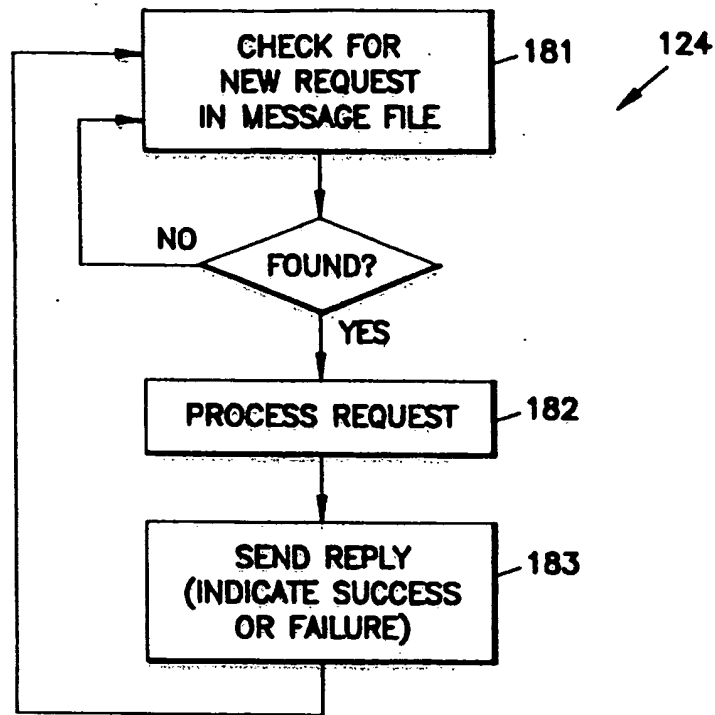 CHECK FOR
NEW REQUEST
IN MESSAGE FILE
181
124
NO
FOUND?
YES
PROCESS REQUEST
182
SEND REPLY
(INDICATE SUCCESS
OR FAILURE)
183